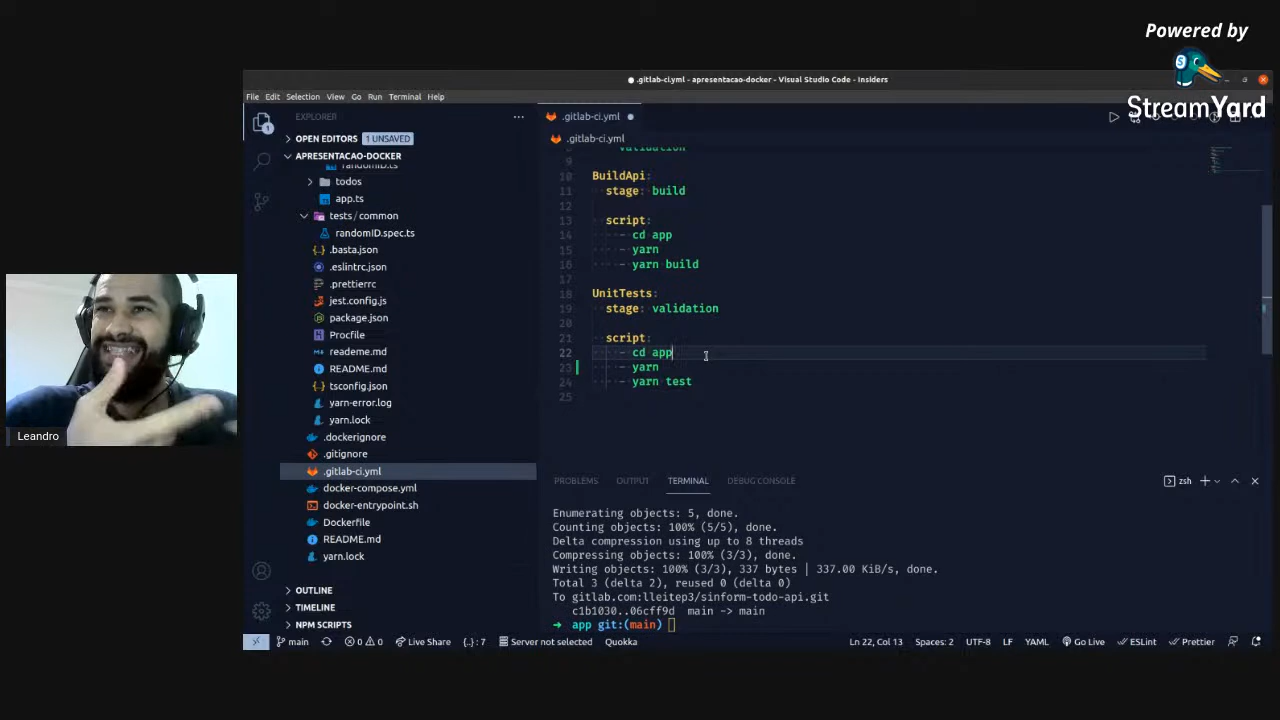 Powered by
StreamYard
.gitlab-ci.yml - apresentacao-docker - Visual Studio Code - Insiders
File Edit Selection View Go Run Terminal Help
EXPLORER
OPEN EDITORS 1 UNSAVED
APRESENTACAO-DOCKER
randomID.ts
todos
app.ts
tests / common
randomID.spec.ts
.basta.json
.eslintrc.json
.prettierrc
jest.config.js
package.json
Procfile
reademe.md
README.md
tsconfig.json
yarn-error.log
yarn.lock
.dockerignore
.gitignore
.gitlab-ci.yml
docker-compose.yml
docker-entrypoint.sh
Dockerfile
README.md
yarn.lock
OUTLINE
TIMELINE
NPM SCRIPTS
.gitlab-ci.yml
.gitlab-ci.yml
validation
9
10 BuildApi:
11 stage: build
12
13 script:
14 - cd app
15 - yarn
16 - yarn build
17
18 UnitTests:
19 stage: validation
20
21 script:
22 - cd app
23 - yarn
24 - yarn test
25
PROBLEMS OUTPUT TERMINAL DEBUG CONSOLE
zsh
Enumerating objects: 5, done.
Counting objects: 100% (5/5), done.
Delta compression using up to 8 threads
Compressing objects: 100% (3/3), done.
Writing objects: 100% (3/3), 337 bytes | 337.00 KiB/s, done.
Total 3 (delta 2), reused 0 (delta 0)
To gitlab.com:lleitep3/sinform-todo-api.git
c1b1030..06cff9d main -> main
➜ app git:(main)
main 0 0 Live Share {..} : 7 Server not selected Quokka Ln 22, Col 13 Spaces: 2 UTF-8 LF YAML Go Live ESLint Prettier
Leandro